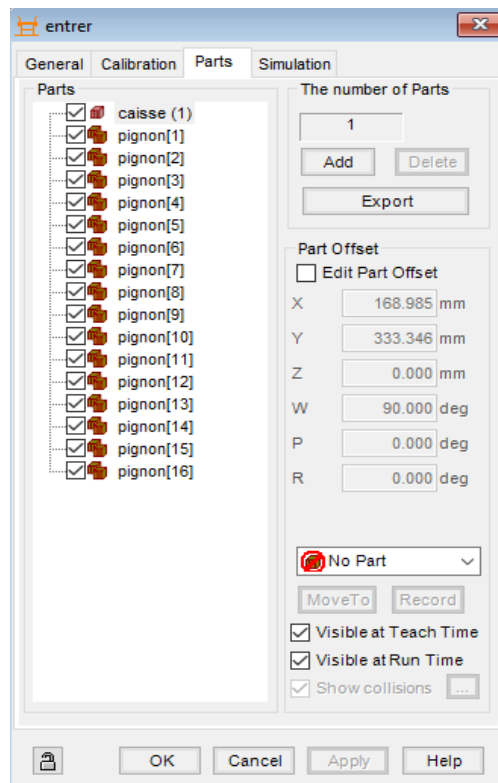 entrer
General Calibration Parts Simulation
Parts
caisse (1)
pignon[1]
pignon[2]
pignon[3]
pignon[4]
pignon[5]
pignon[6]
pignon[7]
pignon[8]
pignon[9]
pignon[10]
pignon[11]
pignon[12]
pignon[13]
pignon[14]
pignon[15]
pignon[16]
The number of Parts
1
Add Delete
Export
Part Offset
Edit Part Offset
X 168.985 mm
Y 333.346 mm
Z 0.000 mm
W 90.000 deg
P 0.000 deg
R 0.000 deg
No Part
MoveTo Record
Visible at Teach Time
Visible at Run Time
Show collisions ...
OK Cancel Apply Help